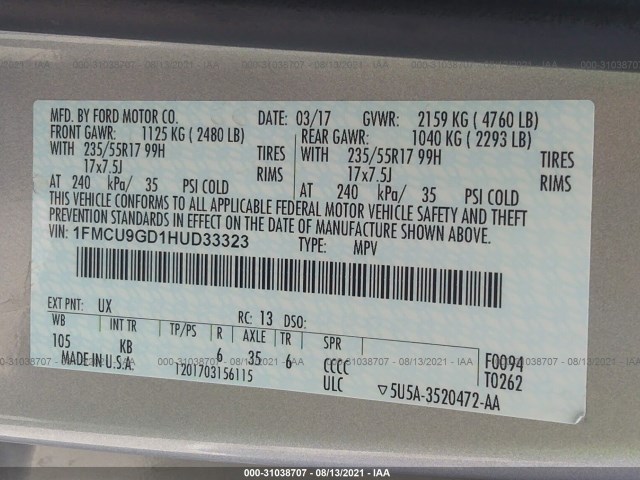 000-31038707 - 08/13/2021 - IAA
MFD. BY FORD MOTOR CO.
DATE: 03/17 GVWR: 2159 KG ( 4760 LB)
FRONT GAWR: 1125 KG ( 2480 LB)
REAR GAWR: 1040 KG ( 2293 LB)
WITH 235/55R17 99H TIRES
WITH 235/55R17 99H TIRES
17x7.5J RIMS
17x7.5J RIMS
AT 240 kPa/ 35 PSI COLD
AT 240 kPa/ 35 PSI COLD
THIS VEHICLE CONFORMS TO ALL APPLICABLE FEDERAL MOTOR VEHICLE SAFETY AND THEFT
PREVENTION STANDARDS IN EFFECT ON THE DATE OF MANUFACTURE SHOWN ABOVE.
VIN: 1FMCU9GD1HUD33323 TYPE: MPV
EXT PNT: UX RC: 13 DSO:
WB INT TR TP/PS R AXLE TR SPR
105 KB 6 35 6 CCCC F0094
MADE IN U.S.A. 1201703156115 ULC T0262
▽5U5A-3520472-AA
000-31038707 - 08/13/2021 - IAA